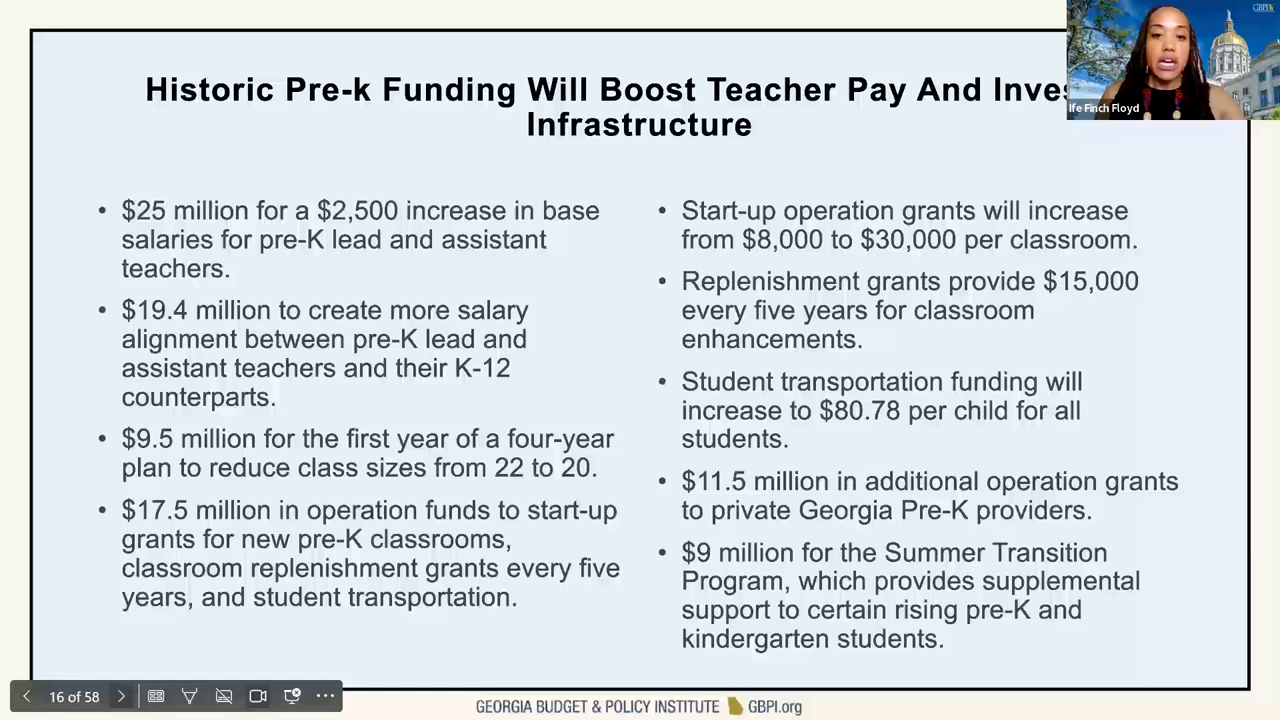 GBPI
Ife Finch Floyd
Historic Pre-k Funding Will Boost Teacher Pay And
Infrastructure
• $25 million for a $2,500 increase in base
salaries for pre-K lead and assistant
teachers.
• $19.4 million to create more salary
alignment between pre-K lead and
assistant teachers and their K-12
counterparts.
• $9.5 million for the first year of a four-year
plan to reduce class sizes from 22 to 20.
• $17.5 million in operation funds to start-up
grants for new pre-K classrooms,
classroom replenishment grants every five
years, and student transportation.
• Start-up operation grants will increase
from $8,000 to $30,000 per classroom.
• Replenishment grants provide $15,000
every five years for classroom
enhancements.
• Student transportation funding will
increase to $80.78 per child for all
students.
• $11.5 million in additional operation grants
to private Georgia Pre-K providers.
• $9 million for the Summer Transition
Program, which provides supplemental
support to certain rising pre-K and
kindergarten students.
16 of 58
GEORGIA BUDGET & POLICY INSTITUTE GBPI.org